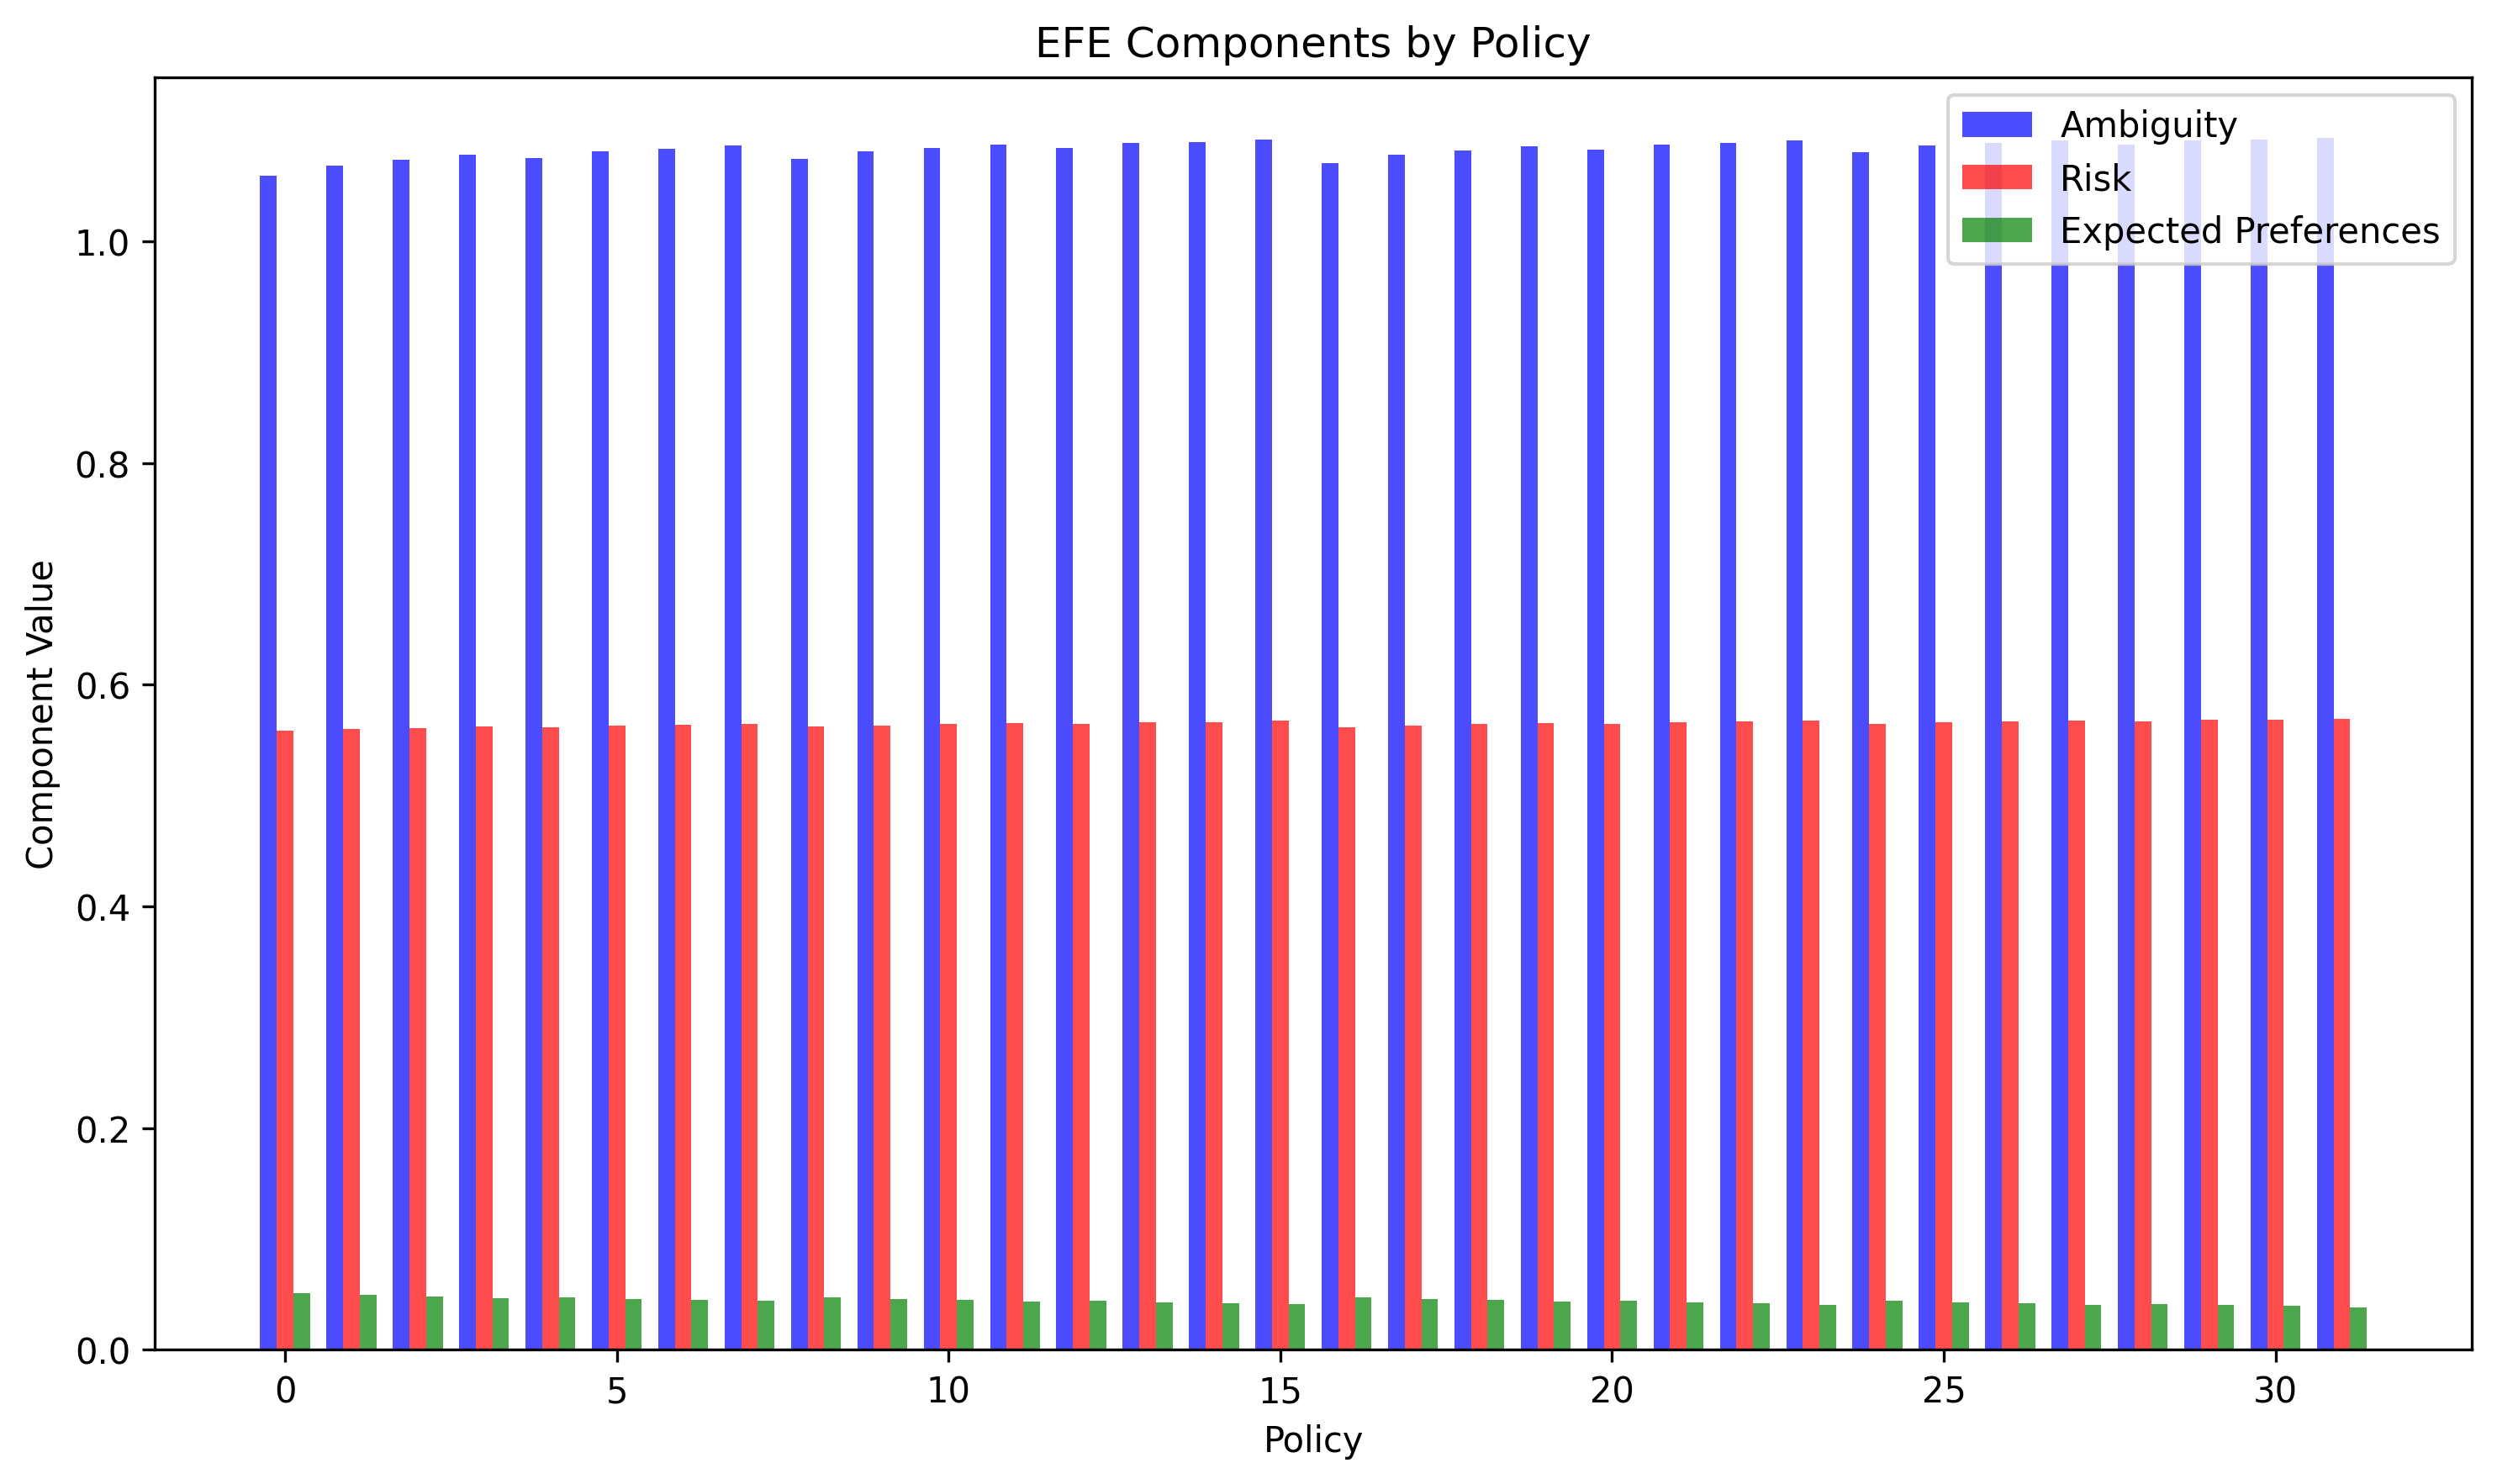 EFE Components by Policy
Ambiguity
Risk
Expected Preferences
Component Value
1.0
0.8
0.6
0.4
0.2
0.0
0 5 10 15 20 25 30
Policy